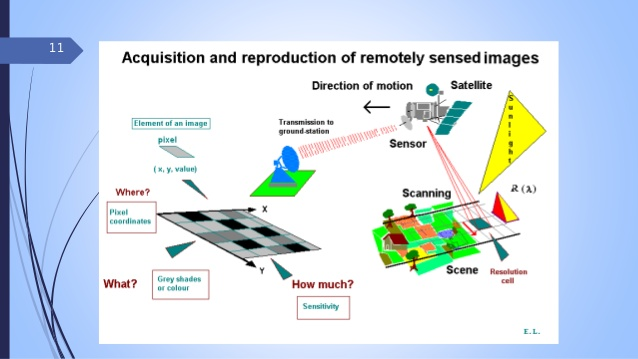 11
Acquisition and reproduction of remotely sensed images
Direction of motion
Satellite
Sunlight
Element of an image
pixel
(x, y, value)
Transmission to
ground-station
Sensor
R (λ)
Where?
Pixel
coordinates
X
Scanning
What?
Grey shades
or colour
Y
How much?
Sensitivity
Scene
Resolution
cell
E. L.